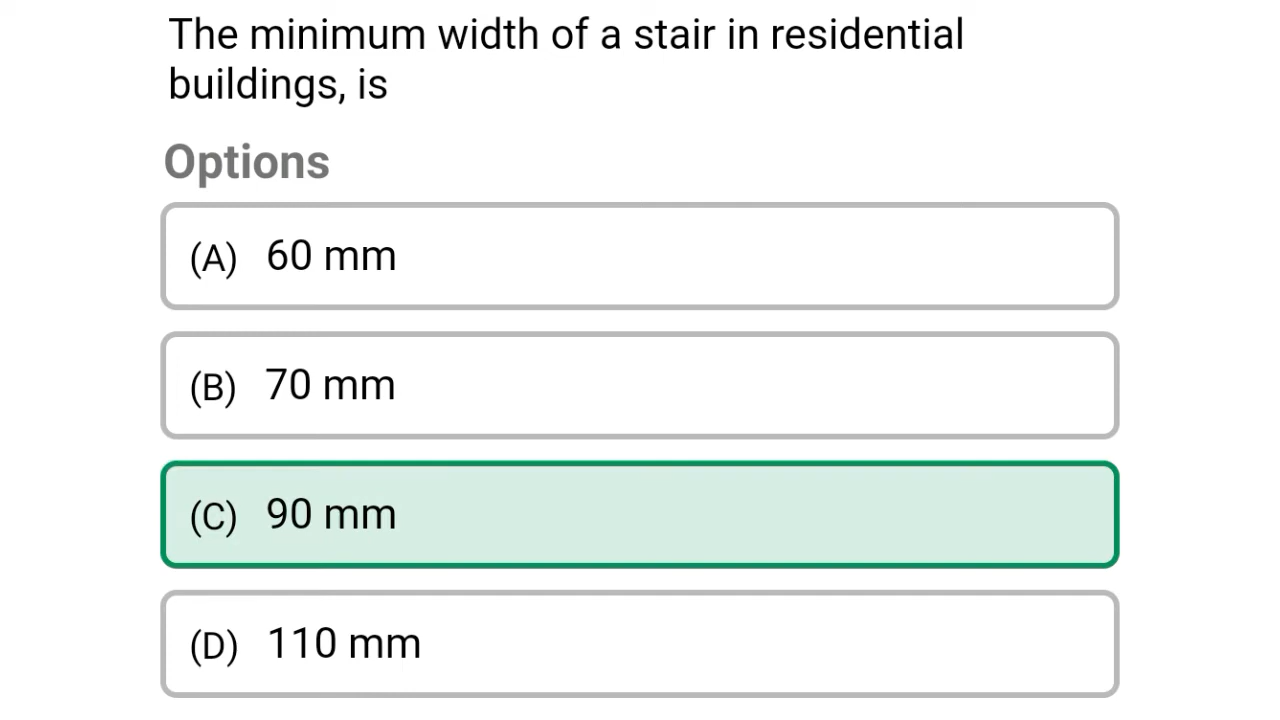 The minimum width of a stair in residential
buildings, is
Options
(A) 60 mm
(B) 70 mm
(C) 90 mm
(D) 110 mm